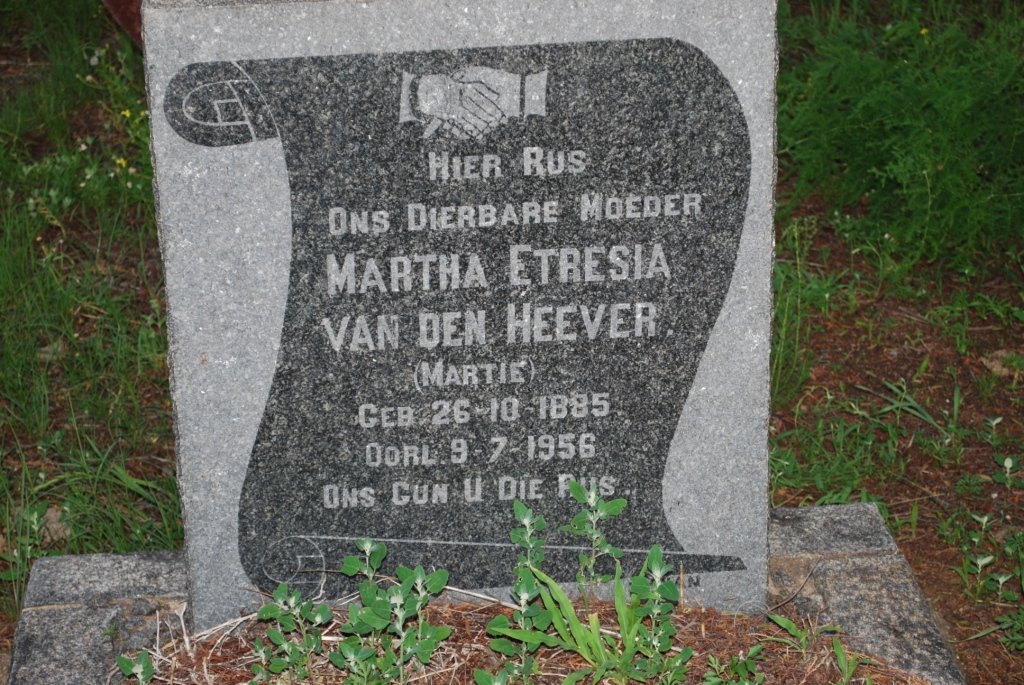 HIER RUS
ONS DIERBARE MOEDER
MARTHA ETRESIA
VAN DEN HEEVER.
(MARTIE)
GEB. 26-10-1885.
OORL 9-7-1956
ONS GUN U DIE RUS.